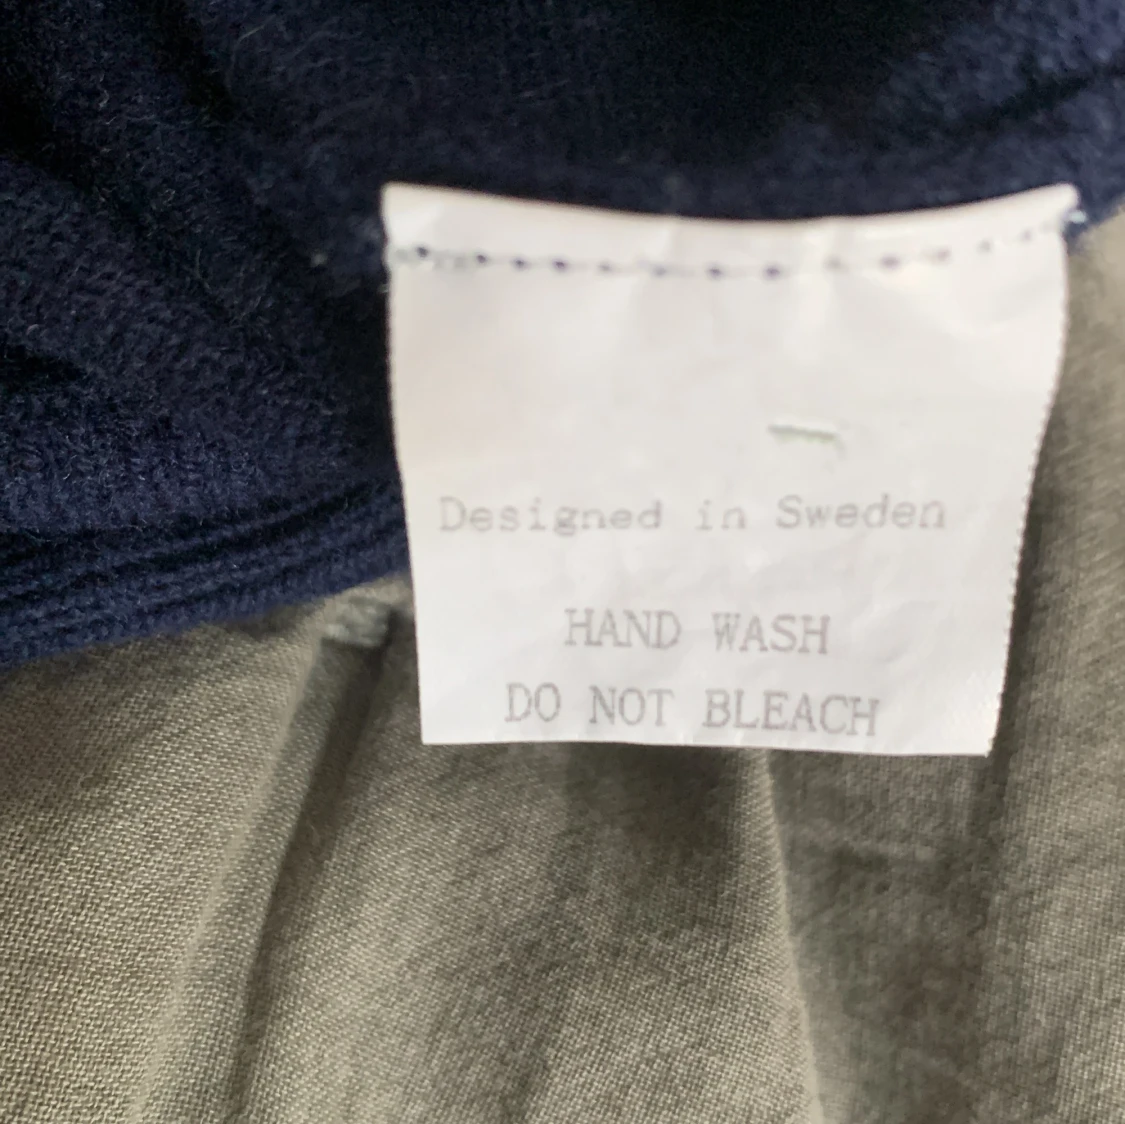 Designed in Sweden
HAND WASH
DO NOT BLEACH